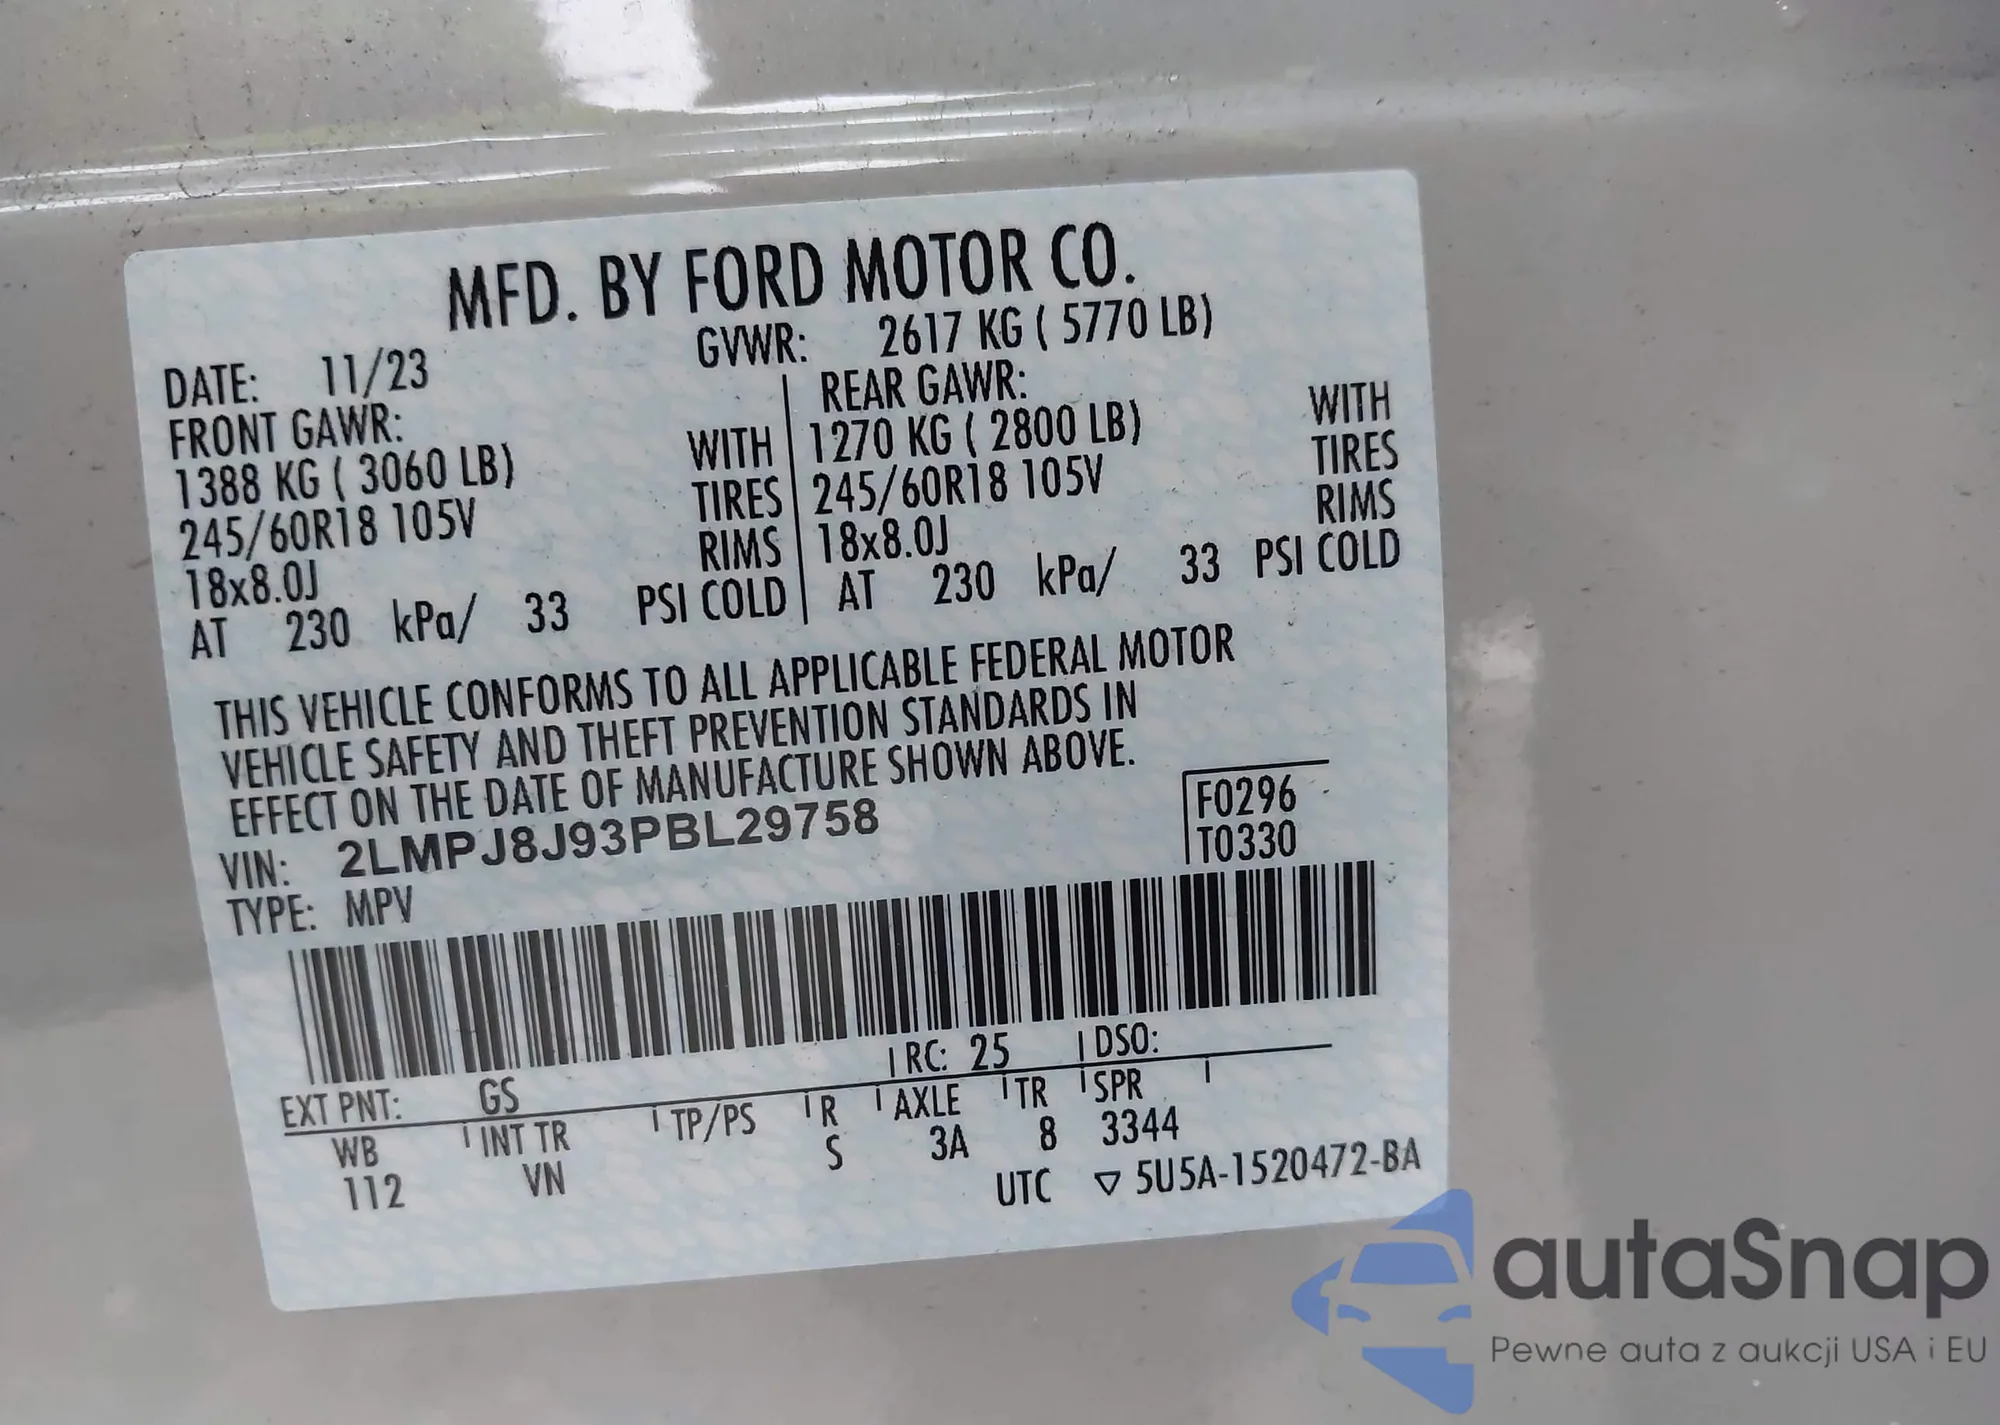 MFD. BY FORD MOTOR CO.
DATE: 11/23 GVWR: 2617 KG ( 5770 LB)
FRONT GAWR: REAR GAWR:
1388 KG ( 3060 LB) WITH 1270 KG ( 2800 LB) WITH
245/60R18 105V TIRES 245/60R18 105V TIRES
18x8.0J RIMS 18x8.0J RIMS
AT 230 kPa/ 33 PSI COLD AT 230 kPa/ 33 PSI COLD
THIS VEHICLE CONFORMS TO ALL APPLICABLE FEDERAL MOTOR
VEHICLE SAFETY AND THEFT PREVENTION STANDARDS IN
EFFECT ON THE DATE OF MANUFACTURE SHOWN ABOVE.
VIN: 2LMPJ8J93PBL29758 F0296
TYPE: MPV T0330
EXT PNT: GS RC: 25 DSO:
WB INT TR TP/PS R AXLE TR SPR
112 VN S 3A 8 3344
UTC ▽ 5U5A-1520472-BA
autaSnap
Pewne auta z aukcji USA i EU